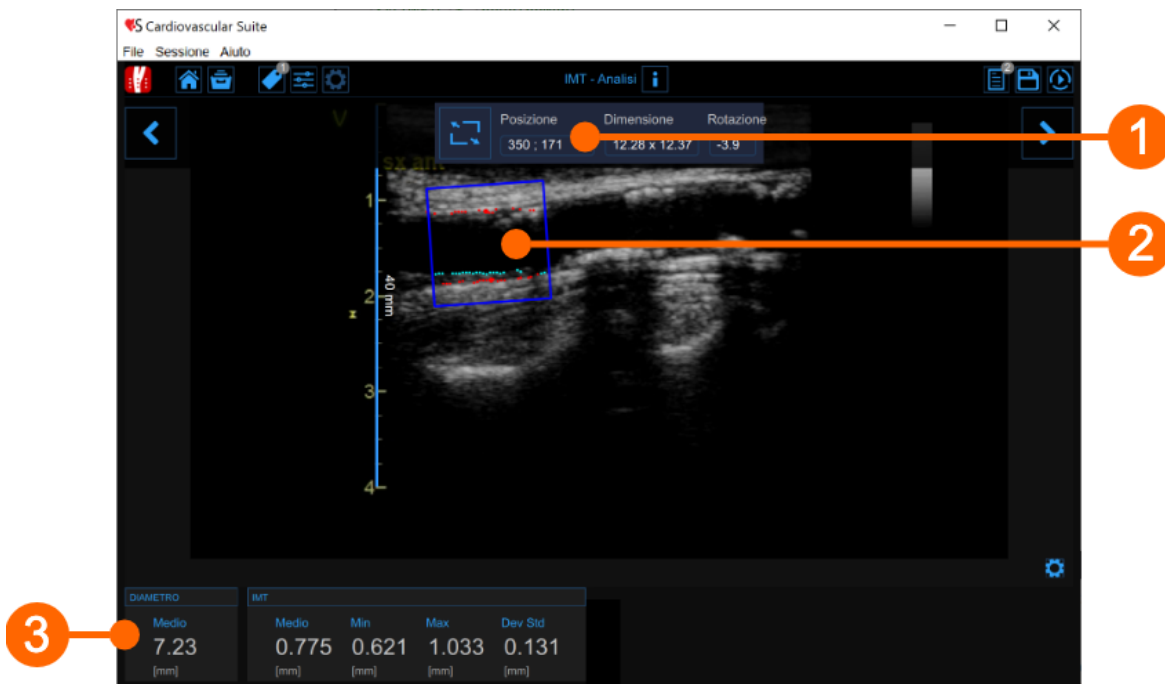 S Cardiovascular Suite
File Sessione Aiuto
1
IMT - Analisi i
2
V
Posizione Dimensione Rotazione
350 ; 171 12.28 x 12.37 -3.9
1
sx ant
1
2
40 mm
2
3
4
DIAMETRO IMT
Medio Medio Min Max Dev Std
3
7.23 0.775 0.621 1.033 0.131
[mm] [mm] [mm] [mm] [mm]